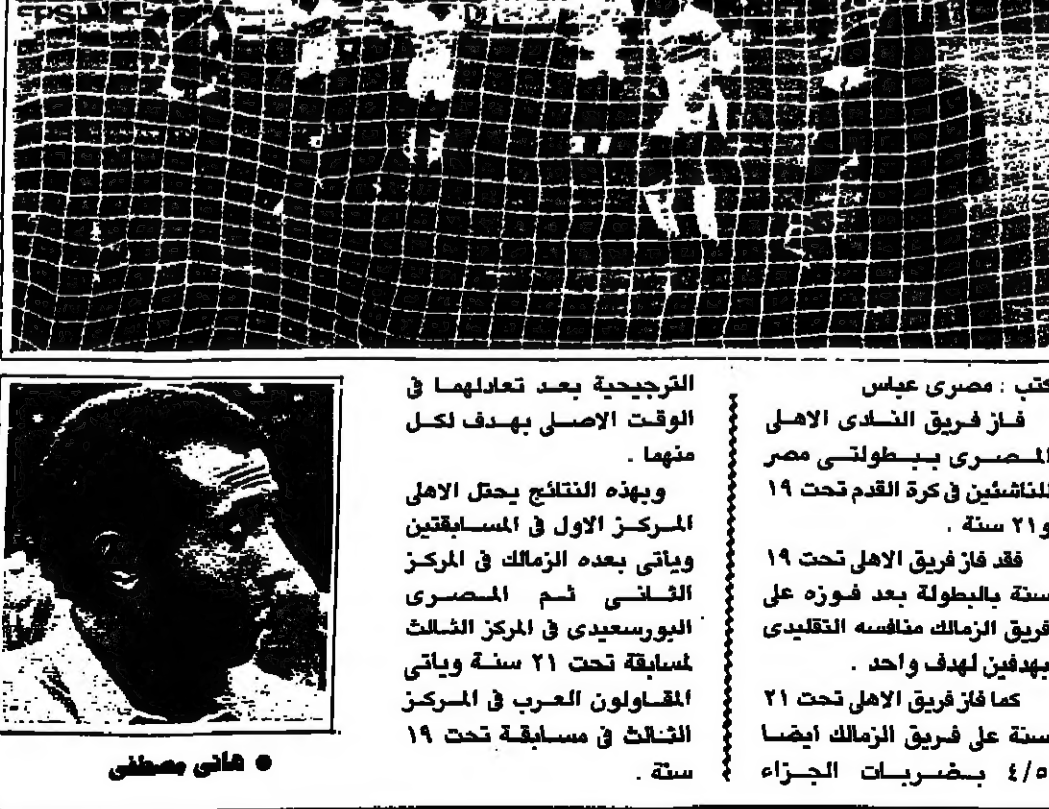 EPS
كتب : مصرى عباس
فاز فريق النادى الاهلى
المصرى ببطولتى مصر
للناشئين فى كرة القدم تحت ١٩
و٢١ سنة .
فقد فاز فريق الاهلى تحت ١٩
سنة بالبطولة بعد فوزه على
فريق الزمالك منافسه التقليدى
بهدفين لهدف واحد .
كما فاز فريق الاهلى تحت ٢١
سنة على فريق الزمالك ايضا
٤/٥ بضربات الجزاء
الترجيحية بعد تعادلهما فى
الوقت الاصلى بهدف لكل
منهما .
وبهذه النتائج يحتل الاهلى
المركز الاول فى المسابقتين
ويأتى بعده الزمالك فى المركز
الثانى ثم المصرى
البورسعيدى فى المركز الثالث
لمسابقة تحت ٢١ سنة وياتى
المقاولون العرب فى المركز
الثالث فى مسابقة تحت ١٩
سنة .
● هانى مصطفى